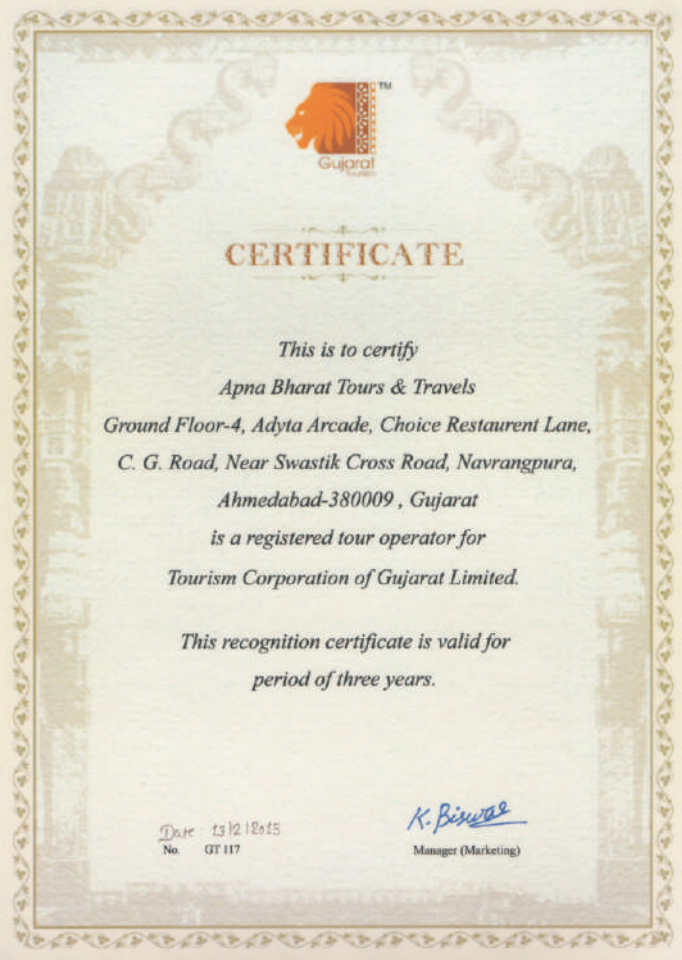 TM
Gujarat
Tourism
CERTIFICATE
This is to certify
Apna Bharat Tours & Travels
Ground Floor-4, Adyta Arcade, Choice Restaurent Lane,
C. G. Road, Near Swastik Cross Road, Navrangpura,
Ahmedabad-380009 , Gujarat
is a registered tour operator for
Tourism Corporation of Gujarat Limited.
This recognition certificate is valid for
period of three years.
Date 13/2/2015
No. GT 117
K. Biswal
Manager (Marketing)